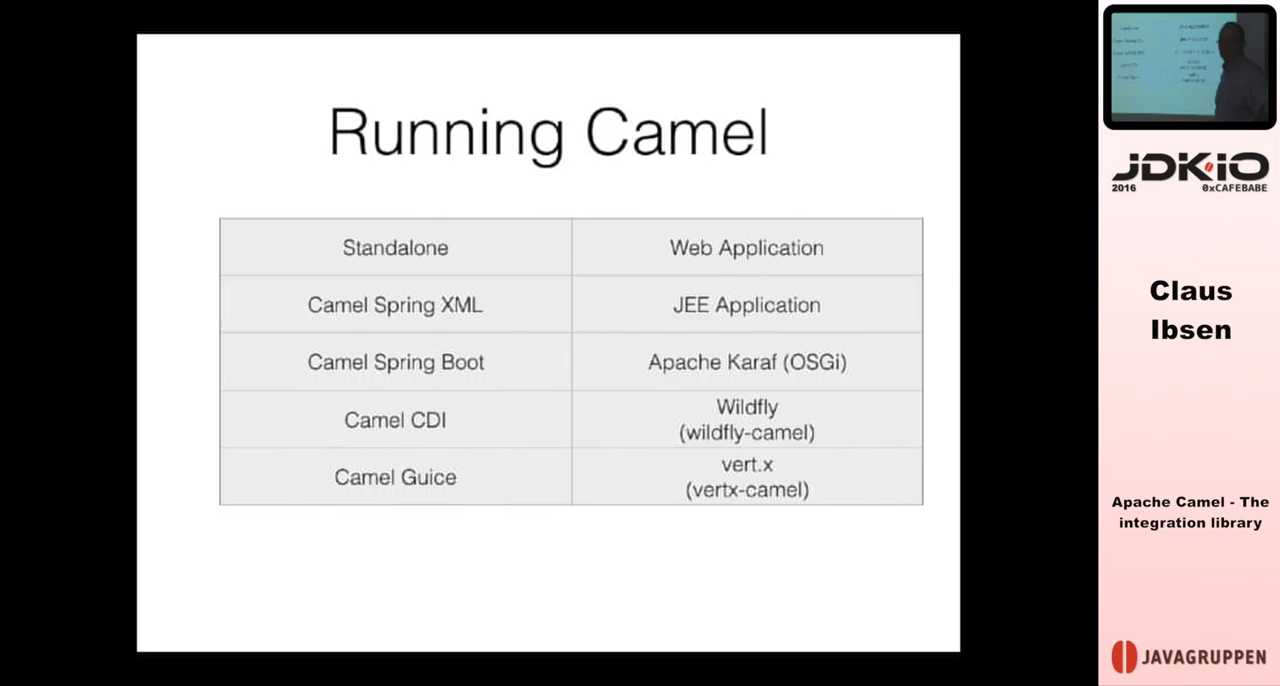 Running Camel
Standalone
Web Application
Camel Spring XML
JEE Application
Camel Spring Boot
Apache Karaf (OSGi)
Camel CDI
Wildfly
(wildfly-camel)
Camel Guice
vert.x
(vertx-camel)
JDK.IO
2016
0xCAFEBABE
Claus
Ibsen
Apache Camel - The
integration library
JAVAGRUPPEN